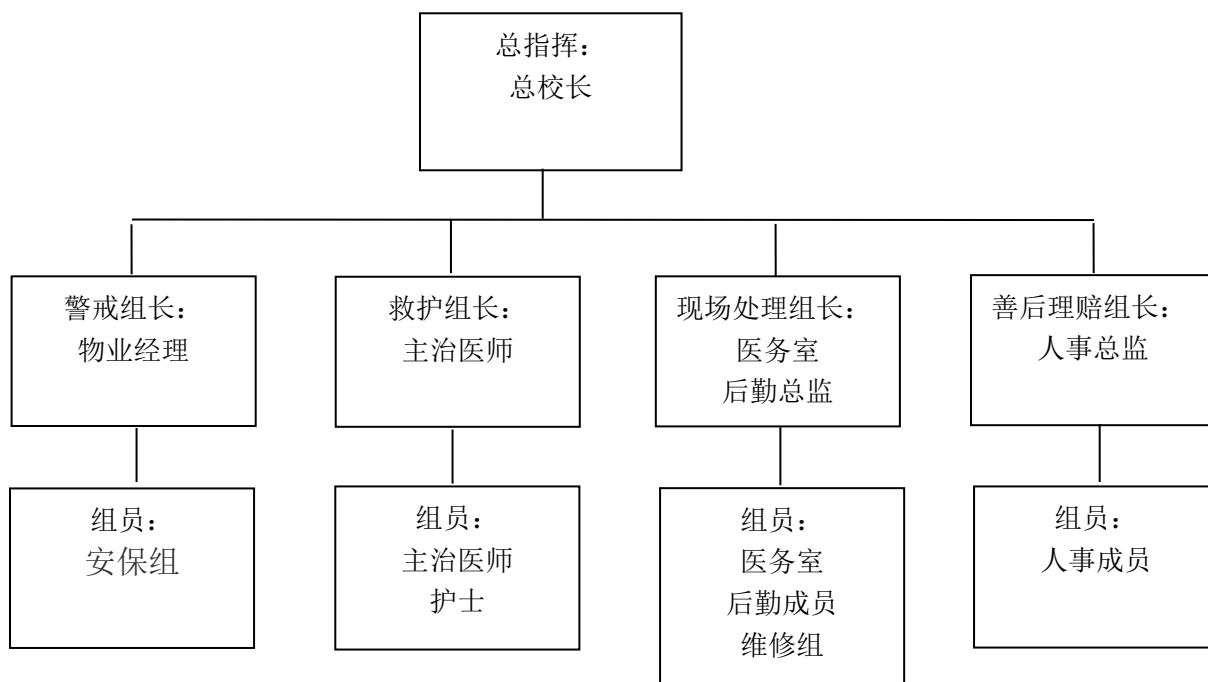 总指挥：
总校长
警戒组长：
物业经理
救护组长：
主治医师
现场处理组长：
医务室
后勤总监
善后理赔组长：
人事总监
组员：
安保组
组员：
主治医师
护士
组员：
医务室
后勤成员
维修组
组员：
人事成员